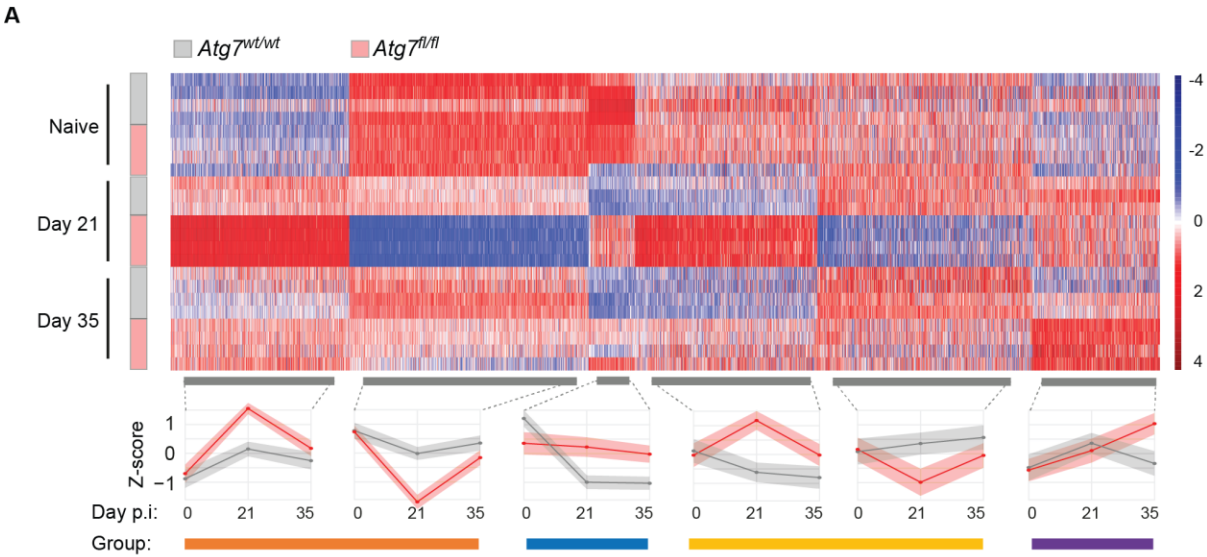 A
Atg7wt/wt Atg7fl/fl
Naive
Day 21
Day 35
-4
-2
0
2
4
Z-score
1
0
−1
Day p.i: 0 21 35 0 21 35 0 21 35 0 21 35 0 21 35 0 21 35
Group: